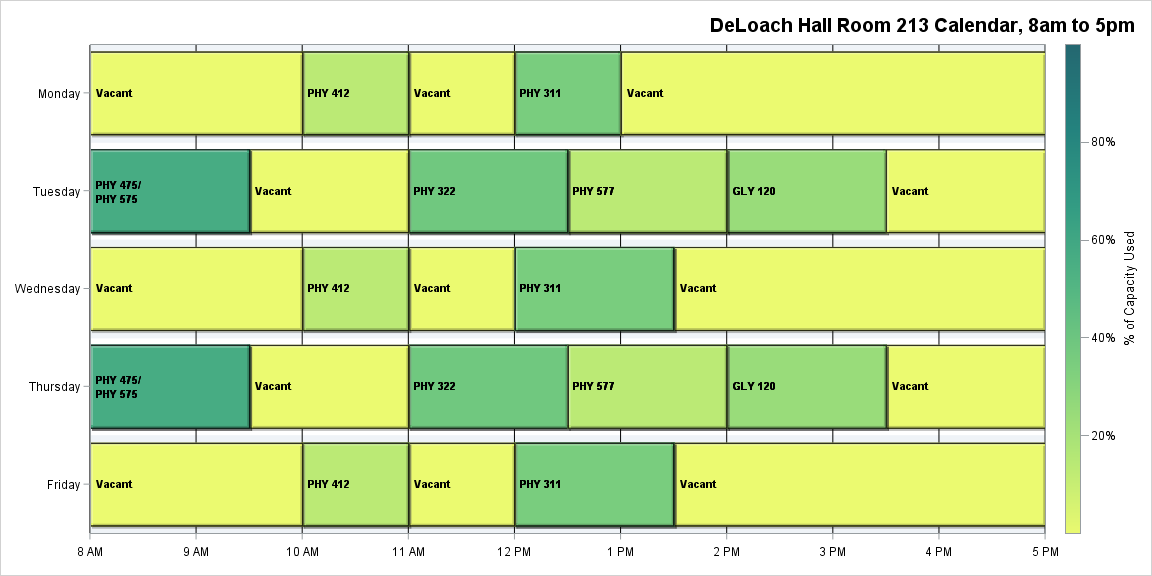 DeLoach Hall Room 213 Calendar, 8am to 5pm
Monday
Vacant
PHY 412
Vacant
PHY 311
Vacant
Tuesday
PHY 475/
PHY 575
Vacant
PHY 322
PHY 577
GLY 120
Vacant
Wednesday
Vacant
PHY 412
Vacant
PHY 311
Vacant
Thursday
PHY 475/
PHY 575
Vacant
PHY 322
PHY 577
GLY 120
Vacant
Friday
Vacant
PHY 412
Vacant
PHY 311
Vacant
8 AM
9 AM
10 AM
11 AM
12 PM
1 PM
2 PM
3 PM
4 PM
5 PM
80%
60%
40%
20%
% of Capacity Used